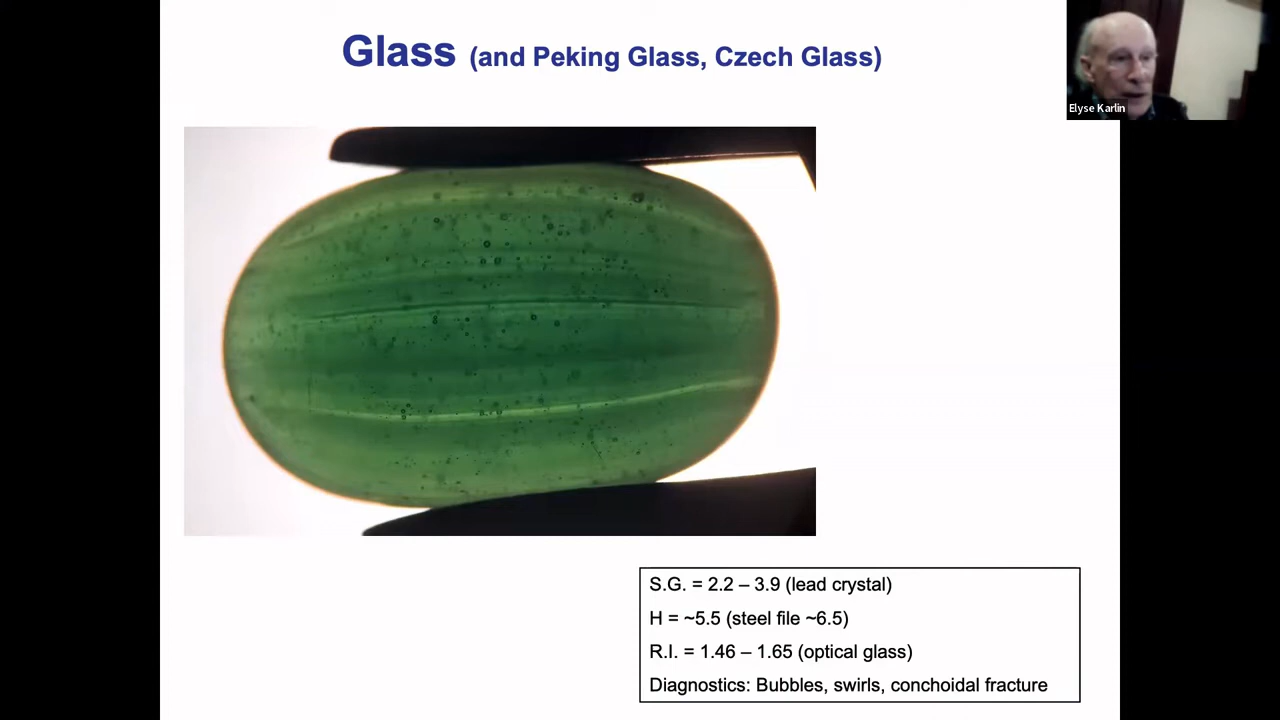 Glass (and Peking Glass, Czech Glass)
Elyse Karlin
S.G. = 2.2 – 3.9 (lead crystal)
H = ~5.5 (steel file ~6.5)
R.I. = 1.46 – 1.65 (optical glass)
Diagnostics: Bubbles, swirls, conchoidal fracture